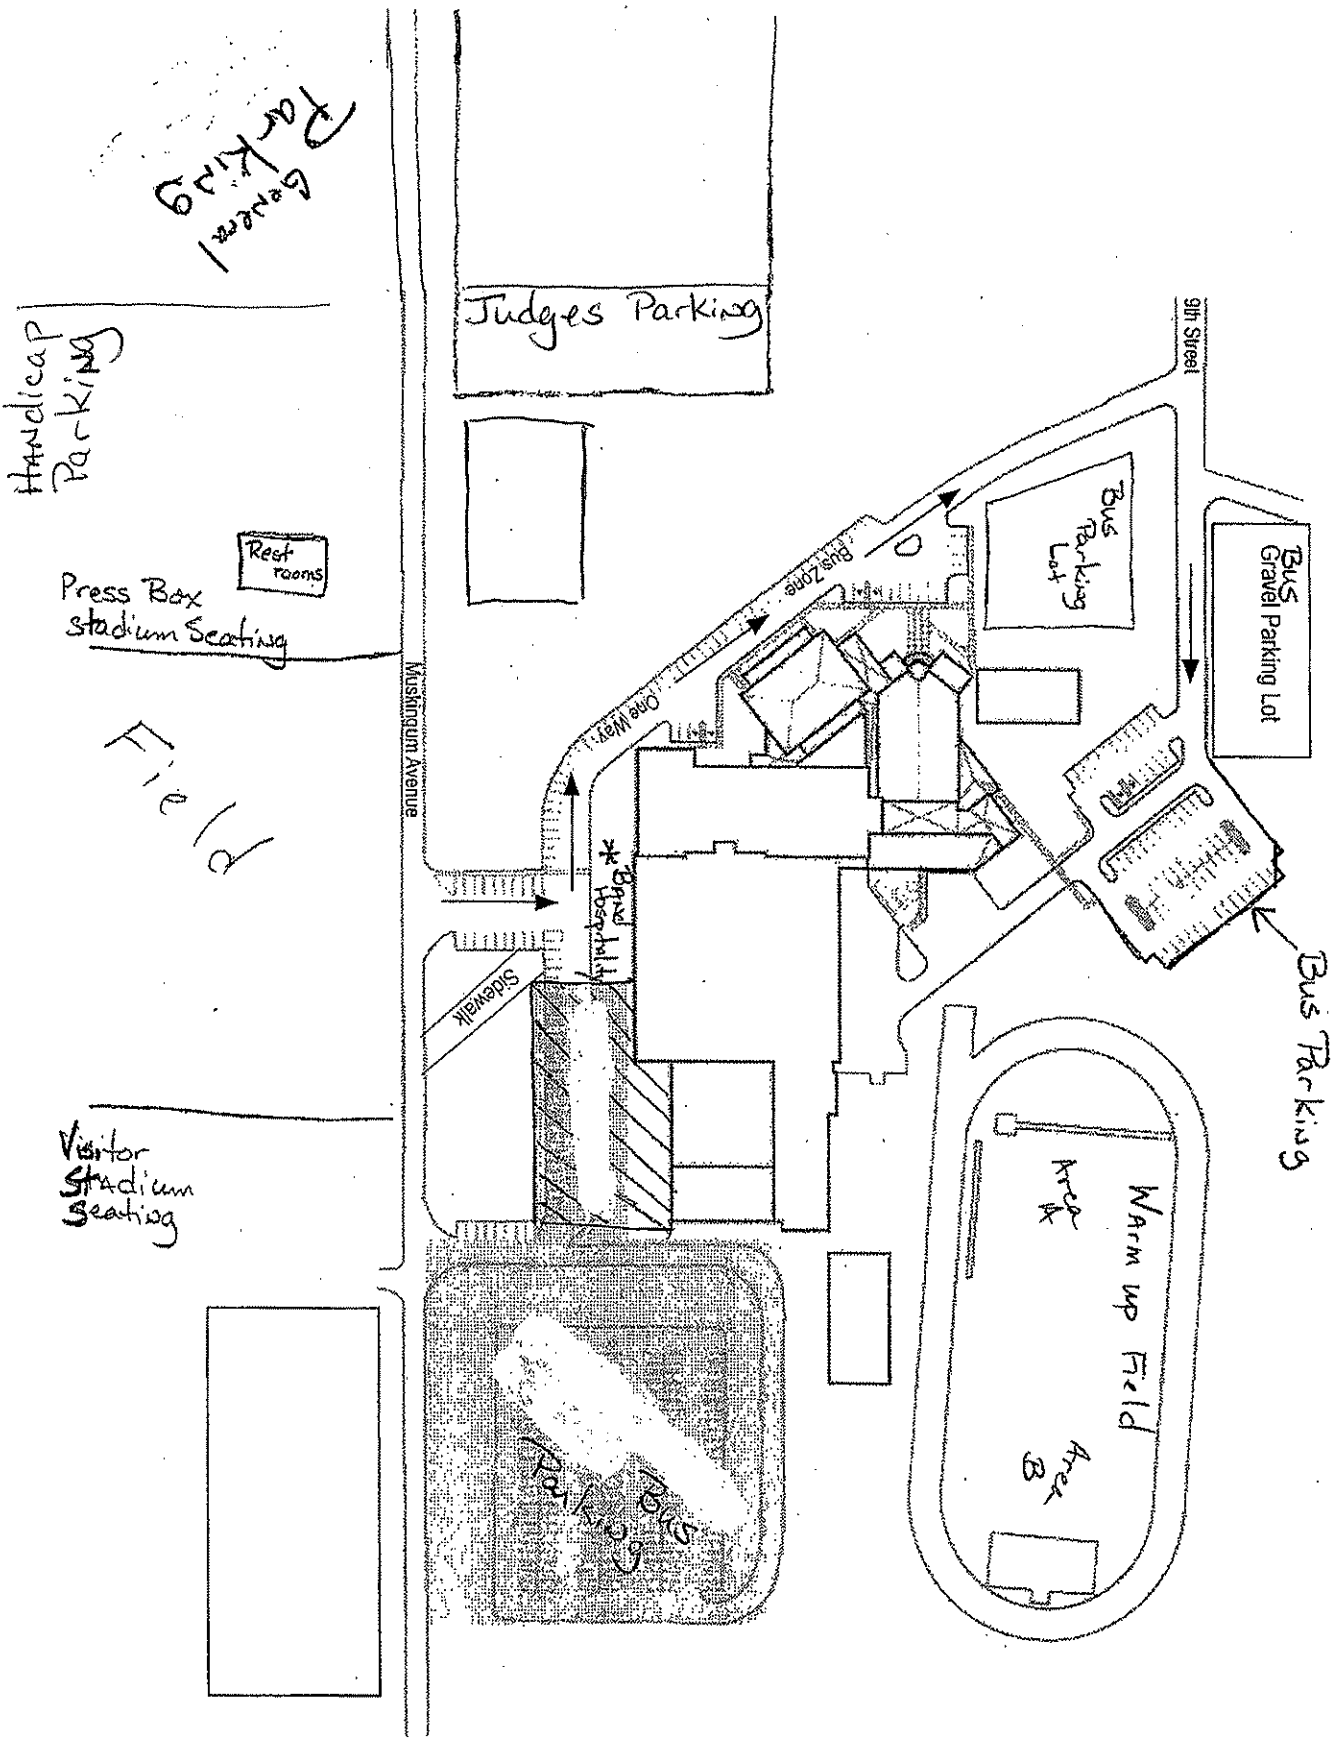 General
Parking
Judges Parking
9th Street
HANdicap
Parking
Bus
Parking
Lot
Bus
Gravel Parking Lot
Rest
rooms
Press Box
Stadium Seating
Bus Zone
One Way
Muskingum Avenue
Field
* Band
Hospitality
Sidewalk
Bus Parking
Visitor
Stadium
Seating
Area
A
Warm up Field
Area
B
Bus
Parking